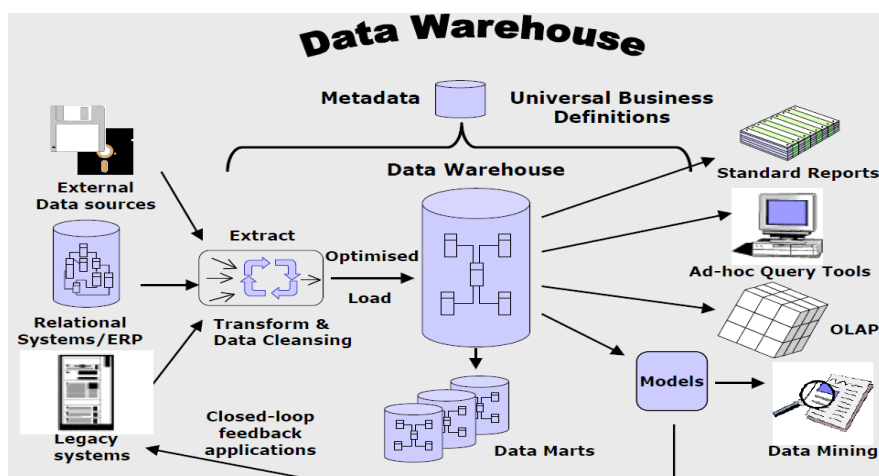 Data Warehouse
Metadata
Universal Business
Definitions
Data Warehouse
External
Data sources
Extract
Optimised
Load
Transform &
Data Cleansing
Relational
Systems/ERP
Legacy
systems
Closed-loop
feedback
applications
Data Marts
Models
Standard Reports
Ad-hoc Query Tools
OLAP
Data Mining